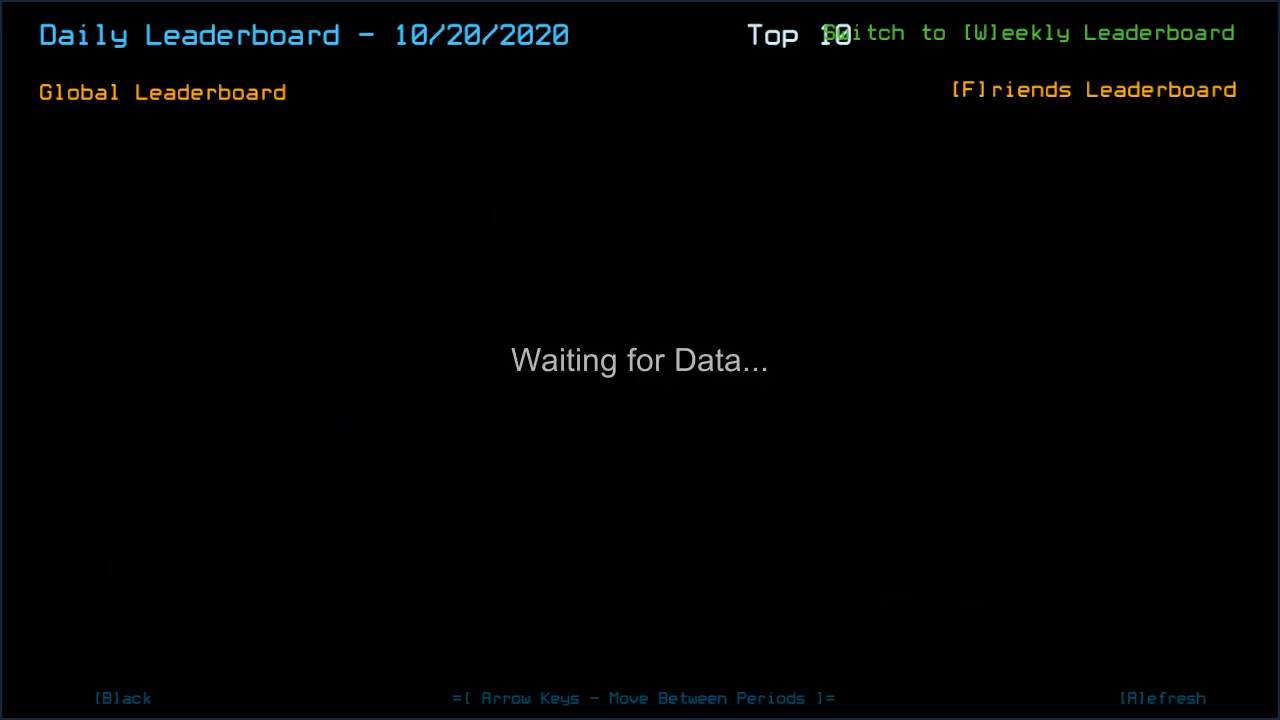 Daily Leaderboard - 10/20/2020 Top 10 Switch to [W]eekly Leaderboard
Global Leaderboard [F]riends Leaderboard
Waiting for Data...
[B]ack =[ Arrow Keys - Move Between Periods ]= [R]efresh